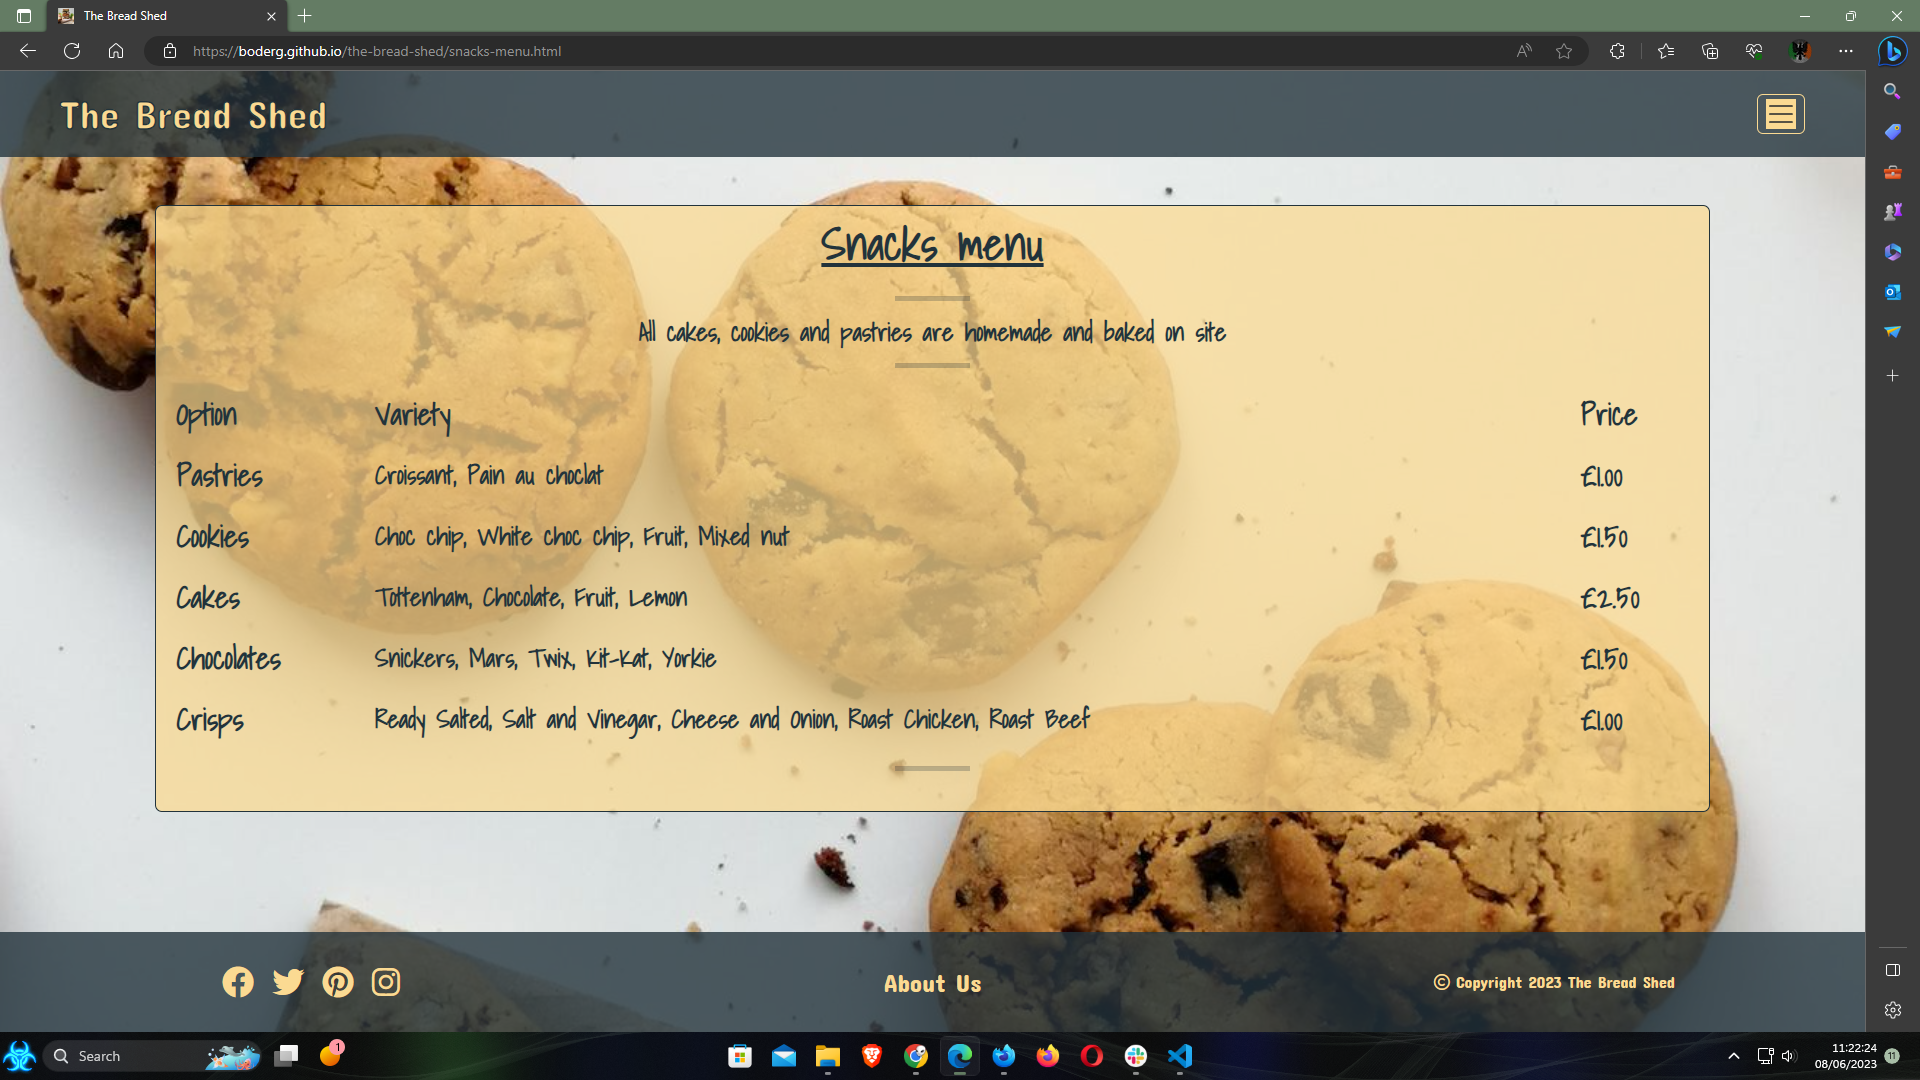 The Bread Shed
https://boderg.github.io/the-bread-shed/snacks-menu.html
The Bread Shed
Snacks menu
All cakes, cookies and pastries are homemade and baked on site
Option Variety Price
Pastries Croissant, Pain au choclat £1.00
Cookies Choc chip, White choc chip, Fruit, Mixed nut £1.50
Cakes Tottenham, Chocolate, Fruit, Lemon £2.50
Chocolates Snickers, Mars, Twix, Kit-Kat, Yorkie £1.50
Crisps Ready Salted, Salt and Vinegar, Cheese and Onion, Roast Chicken, Roast Beef £1.00
About Us
© Copyright 2023 The Bread Shed
Search
1
11:22:24
08/06/2023
11